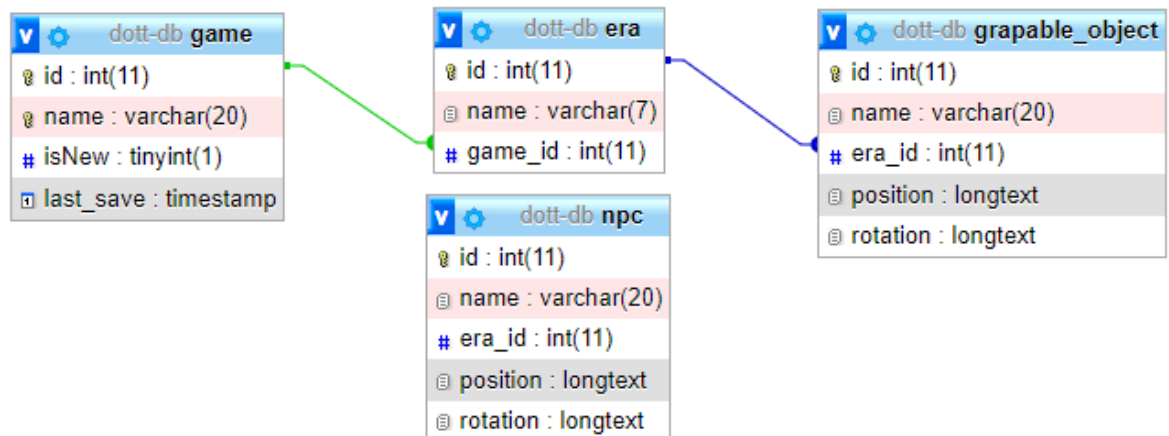 v dott-db game
id : int(11)
name : varchar(20)
# isNew : tinyint(1)
last_save : timestamp
v dott-db era
id : int(11)
name : varchar(7)
# game_id : int(11)
v dott-db npc
id : int(11)
name : varchar(20)
# era_id : int(11)
position : longtext
rotation : longtext
v dott-db grapable_object
id : int(11)
name : varchar(20)
# era_id : int(11)
position : longtext
rotation : longtext